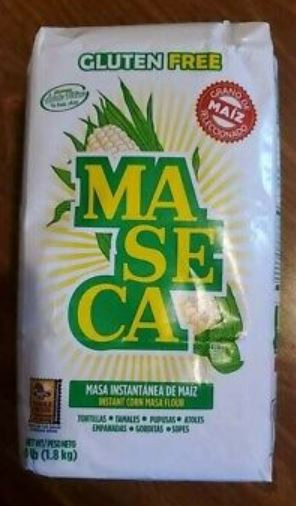 GLUTEN FREE
GRANO DE
MAÍZ
SELECCIONADO
MA
SE
CA
MASA INSTANTÁNEA DE MAÍZ
INSTANT CORN MASA FLOUR
TORTILLAS • TAMALES • PUPUSAS • ATOLES
EMPANADAS • GORDITAS • SOPES
NET WT/PESO NETO
lb (1.8 kg)